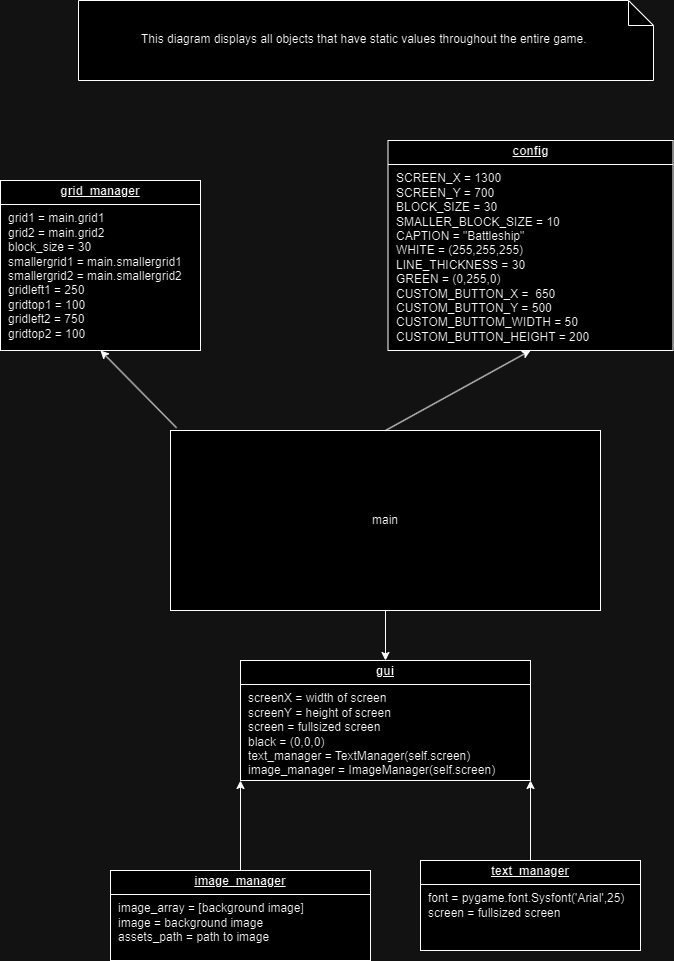 This diagram displays all objects that have static values throughout the entire game.
config
SCREEN_X = 1300
SCREEN_Y = 700
BLOCK_SIZE = 30
SMALLER_BLOCK_SIZE = 10
CAPTION = "Battleship"
WHITE = (255,255,255)
LINE_THICKNESS = 30
GREEN = (0,255,0)
CUSTOM_BUTTON_X =  650
CUSTOM_BUTTON_Y = 500
CUSTOM_BUTTOM_WIDTH = 50
CUSTOM_BUTTON_HEIGHT = 200
grid_manager
grid1 = main.grid1
grid2 = main.grid2
block_size = 30
smallergrid1 = main.smallergrid1
smallergrid2 = main.smallergrid2
gridleft1 = 250
gridtop1 = 100
gridleft2 = 750
gridtop2 = 100
main
gui
screenX = width of screen
screenY = height of screen
screen = fullsized screen
black = (0,0,0)
text_manager = TextManager(self.screen)
image_manager = ImageManager(self.screen)
image_manager
image_array = [background image]
image = background image
assets_path = path to image
text_manager
font = pygame.font.Sysfont('Arial',25)
screen = fullsized screen